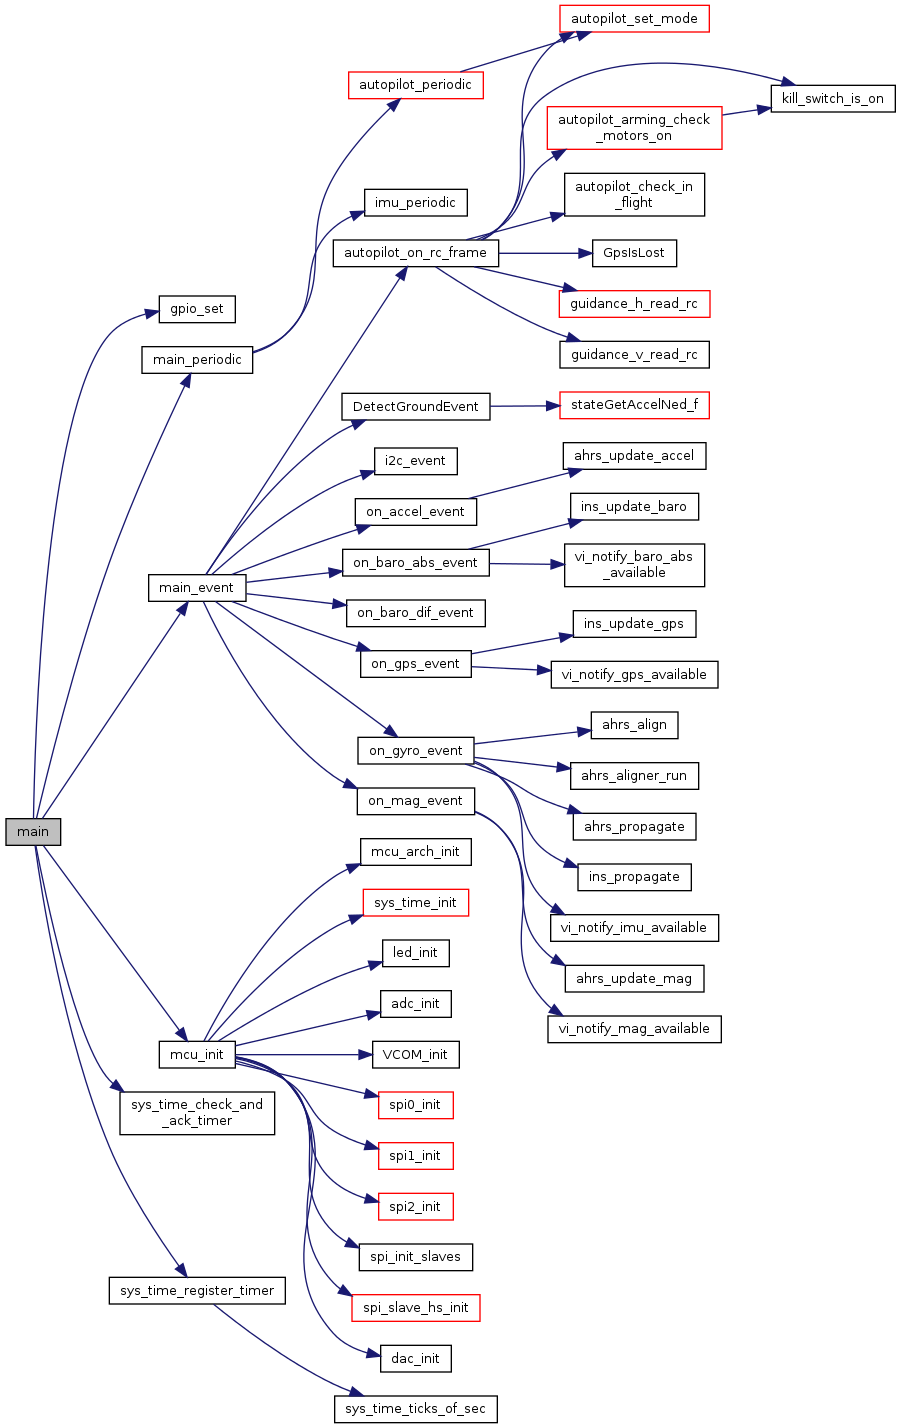 autopilot_set_mode
autopilot_periodic
kill_switch_is_on
autopilot_arming_check
_motors_on
imu_periodic
autopilot_check_in
_flight
autopilot_on_rc_frame
GpsIsLost
gpio_set
guidance_h_read_rc
main_periodic
guidance_v_read_rc
DetectGroundEvent
stateGetAccelNed_f
i2c_event
ahrs_update_accel
on_accel_event
ins_update_baro
on_baro_abs_event
vi_notify_baro_abs
_available
main_event
on_baro_dif_event
ins_update_gps
on_gps_event
vi_notify_gps_available
ahrs_align
on_gyro_event
ahrs_aligner_run
on_mag_event
ahrs_propagate
main
mcu_arch_init
ins_propagate
sys_time_init
vi_notify_imu_available
led_init
ahrs_update_mag
adc_init
vi_notify_mag_available
mcu_init
VCOM_init
spi0_init
sys_time_check_and
_ack_timer
spi1_init
spi2_init
spi_init_slaves
sys_time_register_timer
spi_slave_hs_init
dac_init
sys_time_ticks_of_sec